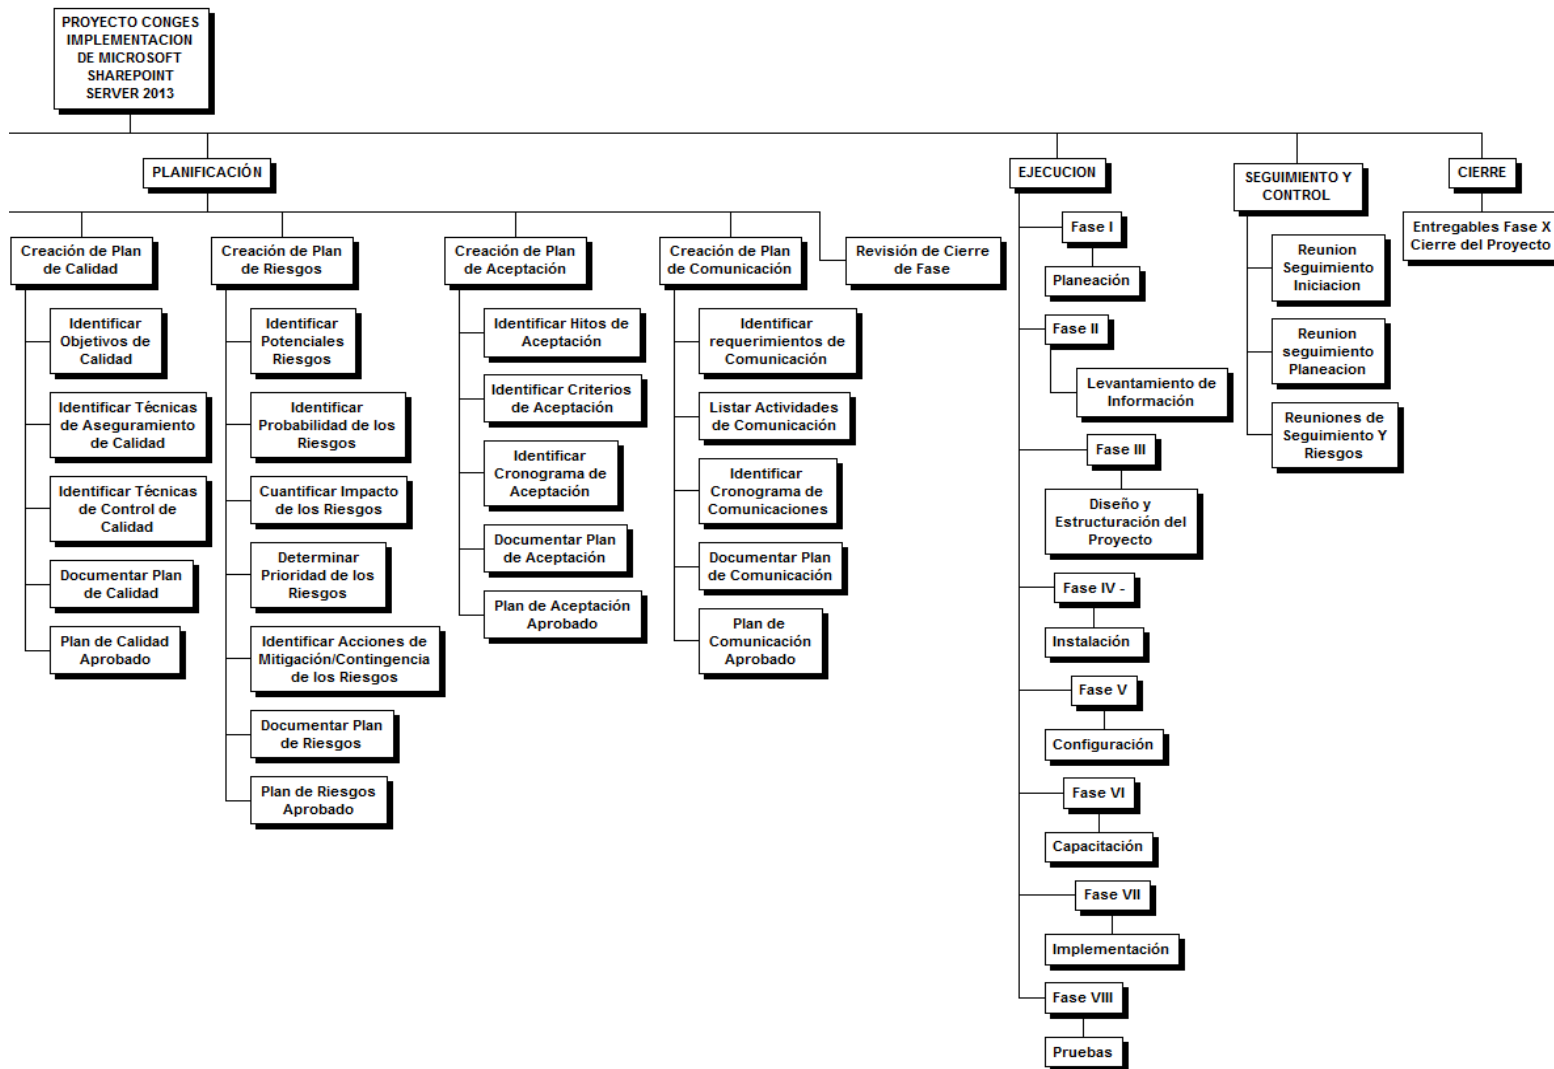 PROYECTO CONGES
IMPLEMENTACION
DE MICROSOFT
SHAREPOINT
SERVER 2013
PLANIFICACIÓN
EJECUCION
SEGUIMIENTO Y
CONTROL
CIERRE
Creación de Plan
de Calidad
Identificar
Objetivos de
Calidad
Identificar Técnicas
de Aseguramiento
de Calidad
Identificar Técnicas
de Control de
Calidad
Documentar Plan
de Calidad
Plan de Calidad
Aprobado
Creación de Plan
de Riesgos
Identificar
Potenciales
Riesgos
Identificar
Probabilidad de los
Riesgos
Cuantificar Impacto
de los Riesgos
Determinar
Prioridad de los
Riesgos
Identificar Acciones de
Mitigación/Contingencia
de los Riesgos
Documentar Plan
de Riesgos
Plan de Riesgos
Aprobado
Creación de Plan
de Aceptación
Identificar Hitos de
Aceptación
Identificar Criterios
de Aceptación
Identificar
Cronograma de
Aceptación
Documentar Plan
de Aceptación
Plan de Aceptación
Aprobado
Creación de Plan
de Comunicación
Identificar
requerimientos de
Comunicación
Listar Actividades
de Comunicación
Identificar
Cronograma de
Comunicaciones
Documentar Plan
de Comunicación
Plan de
Comunicación
Aprobado
Revisión de Cierre
de Fase
Fase I
Planeación
Fase II
Levantamiento de
Información
Fase III
Diseño y
Estructuración del
Proyecto
Fase IV -
Instalación
Fase V
Configuración
Fase VI
Capacitación
Fase VII
Implementación
Fase VIII
Pruebas
Reunion
Seguimiento
Iniciacion
Reunion
seguimiento
Planeacion
Reuniones de
Seguimiento Y
Riesgos
Entregables Fase X
Cierre del Proyecto